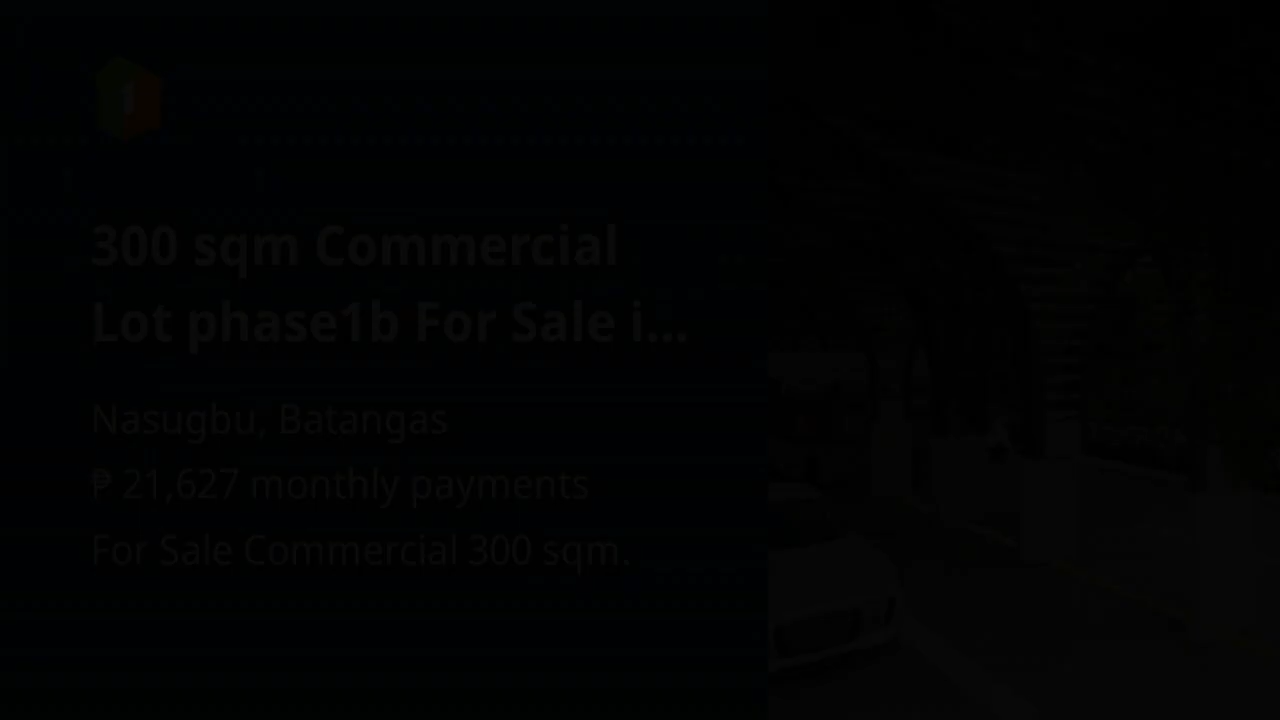 300 sqm Commercial
Lot phase1b For Sale i...
Nasugbu, Batangas
₱ 21,627 monthly payments
For Sale Commercial 300 sqm.